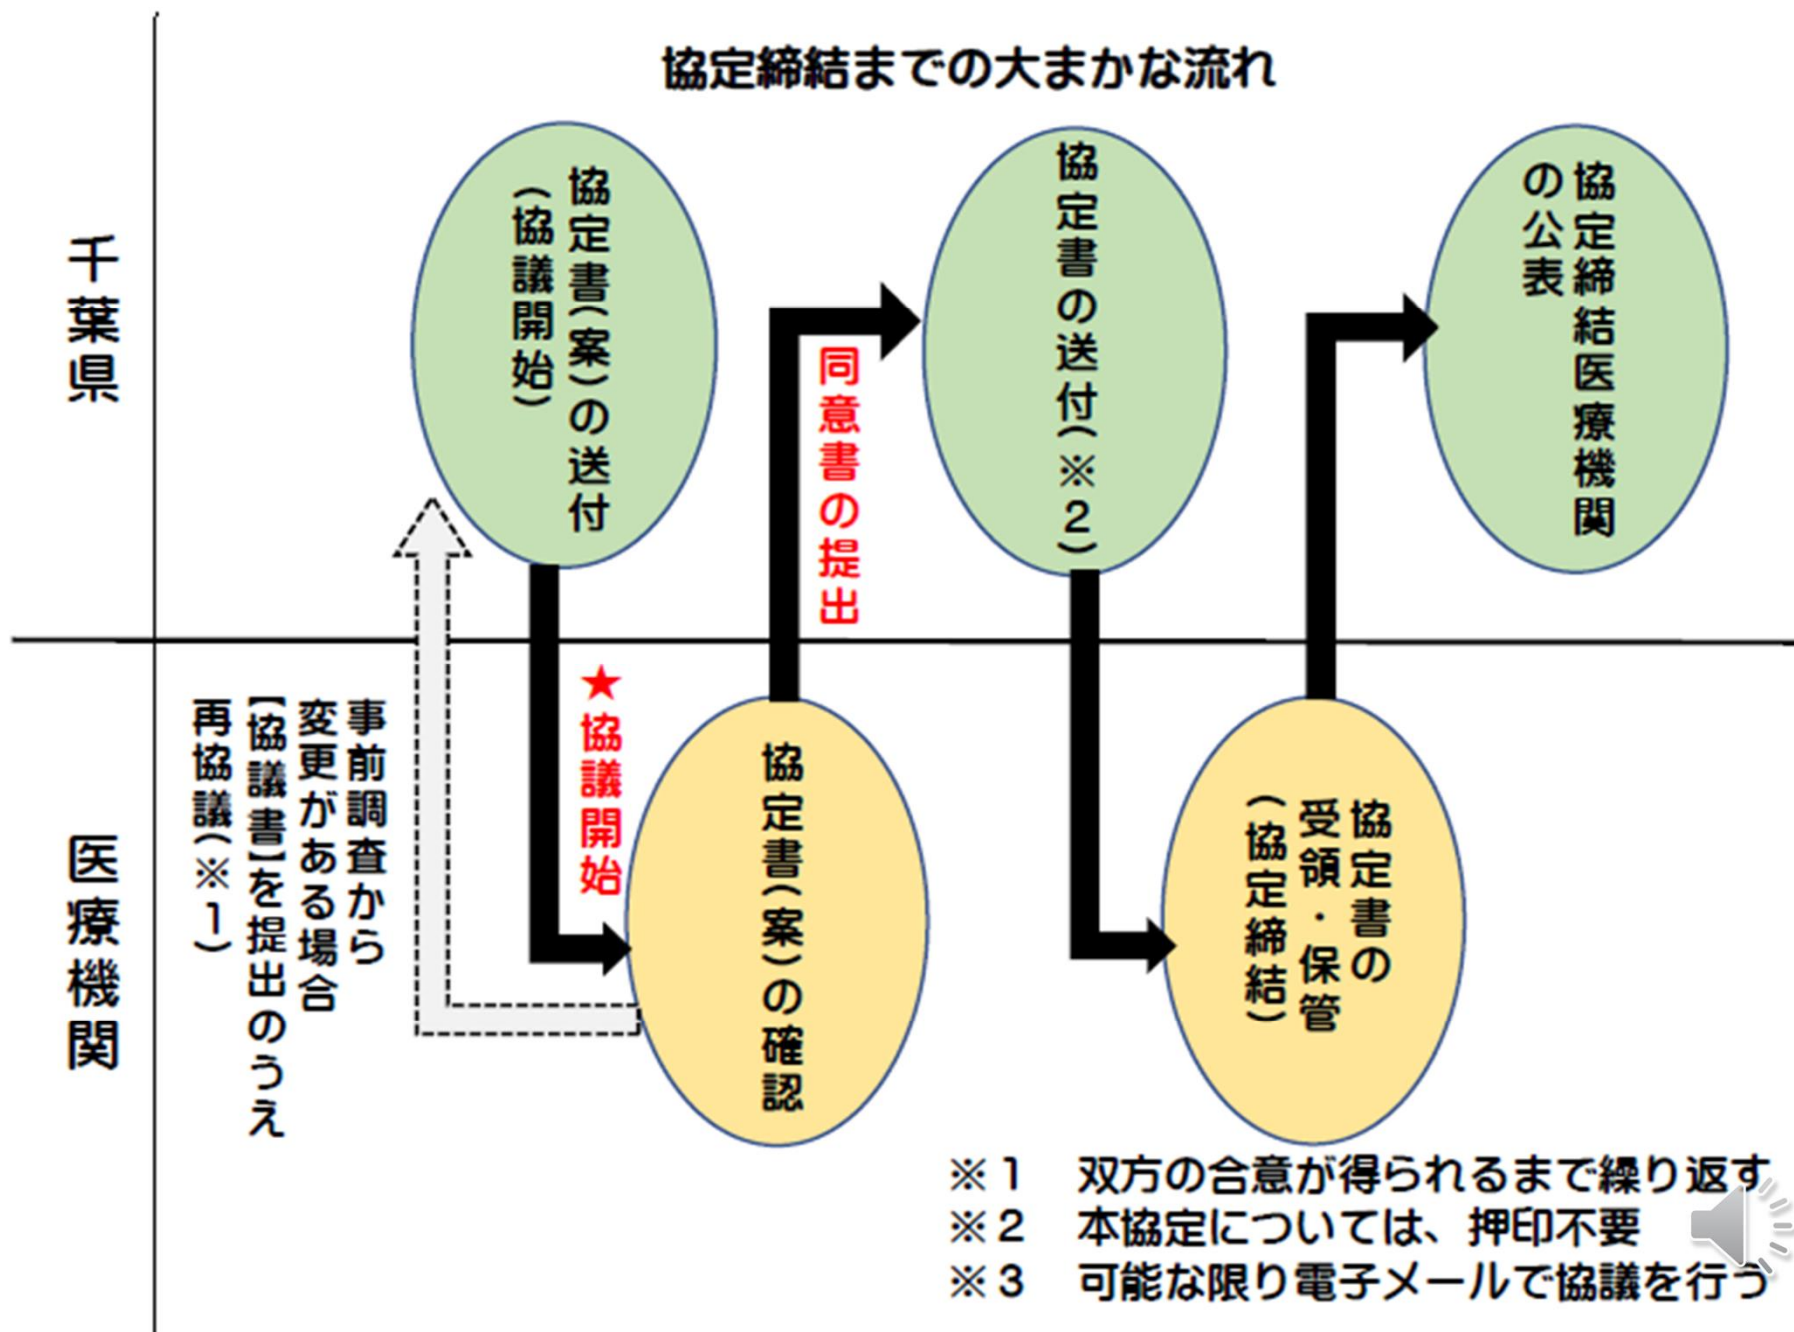 協定締結までの大まかな流れ
千葉県
協定書(案)の送付
(協議開始)
協定書の送付(※2)
協定締結医療機関
の公表
同意書の提出
医療機関
事前調査から
変更がある場合
【協議書】を提出のうえ
再協議(※1)
★協議開始
協定書(案)の確認
協定書の
受領・保管
(協定締結)
※1　双方の合意が得られるまで繰り返す
※2　本協定については、押印不要
※3　可能な限り電子メールで協議を行う